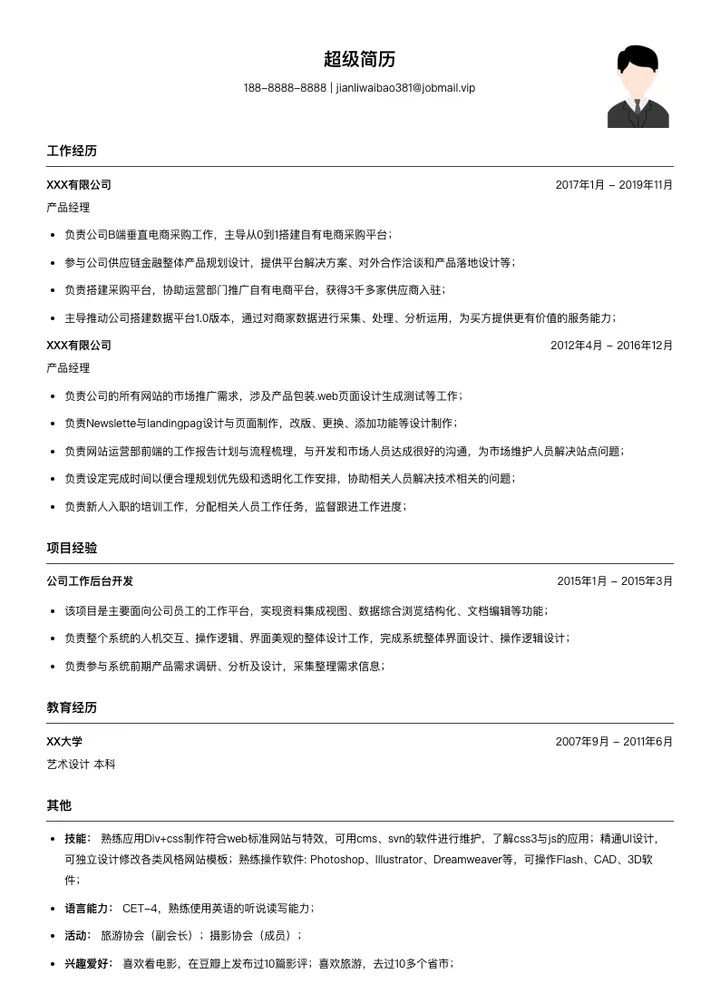 超级简历
188-8888-8888 | jianliwaibao381@jobmail.vip
工作经历
XXX有限公司 2017年1月 - 2019年11月
产品经理
• 负责公司B端垂直电商采购工作，主导从0到1搭建自有电商采购平台；
• 参与公司供应链金融整体产品规划设计，提供平台解决方案、对外合作洽谈和产品落地设计等；
• 负责搭建采购平台，协助运营部门推广自有电商平台，获得3千多家供应商入驻；
• 主导推动公司搭建数据平台1.0版本，通过对商家数据进行采集、处理、分析运用，为买方提供更有价值的服务能力；
XXX有限公司 2012年4月 - 2016年12月
产品经理
• 负责公司的所有网站的市场推广需求，涉及产品包装.web页面设计生成测试等工作；
• 负责Newslette与landingpag设计与页面制作，改版、更换、添加功能等设计制作；
• 负责网站运营部前端的工作报告计划与流程梳理，与开发和市场人员达成很好的沟通，为市场维护人员解决站点问题；
• 负责设定完成时间以便合理规划优先级和透明化工作安排，协助相关人员解决技术相关的问题；
• 负责新人入职的培训工作，分配相关人员工作任务，监督跟进工作进度；
项目经验
公司工作后台开发 2015年1月 - 2015年3月
• 该项目是主要面向公司员工的工作平台，实现资料集成视图、数据综合浏览结构化、文档编辑等功能；
• 负责整个系统的人机交互、操作逻辑、界面美观的整体设计工作，完成系统整体界面设计、操作逻辑设计；
• 负责参与系统前期产品需求调研、分析及设计，采集整理需求信息；
教育经历
XX大学 2007年9月 - 2011年6月
艺术设计 本科
其他
• 技能： 熟练应用Div+css制作符合web标准网站与特效，可用cms、svn的软件进行维护，了解css3与js的应用；精通UI设计，
可独立设计修改各类风格网站模板；熟练操作软件: Photoshop、Illustrator、Dreamweaver等，可操作Flash、CAD、3D软
件；
• 语言能力： CET-4，熟练使用英语的听说读写能力；
• 活动： 旅游协会（副会长）；摄影协会（成员）；
• 兴趣爱好： 喜欢看电影，在豆瓣上发布过10篇影评；喜欢旅游，去过10多个省市；